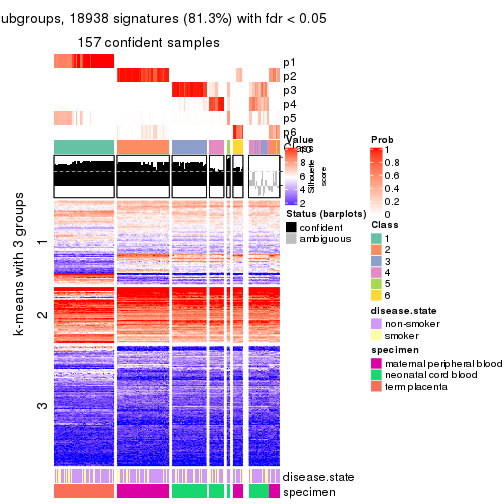 ubgroups, 18938 signatures (81.3%) with fdr < 0.05
157 confident samples
p1
p2
p3
p4
p5
p6
Class
Value
10
8
6
4
2
Silhouette
score
Status (barplots)
confident
ambiguous
Prob
1
0.8
0.6
0.4
0.2
0
Class
1
2
3
4
5
6
disease.state
non-smoker
smoker
specimen
maternal peripheral blood
neonatal cord blood
term placenta
k-means with 3 groups
1
2
3
disease.state
specimen